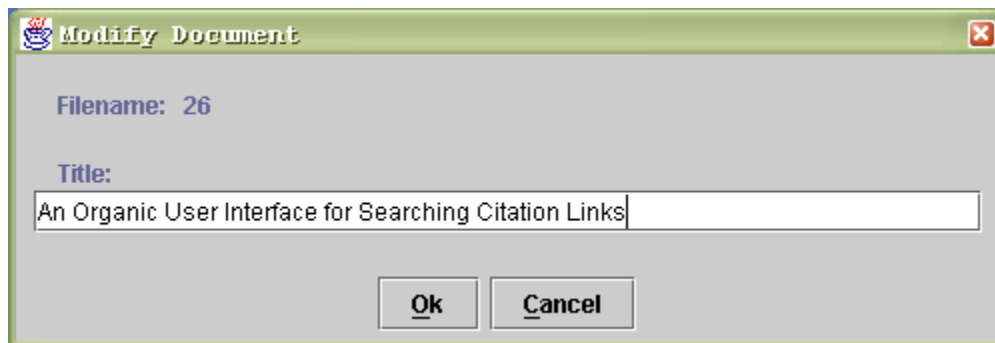 Modify Document
Filename: 26
Title:
An Organic User Interface for Searching Citation Links
Ok Cancel